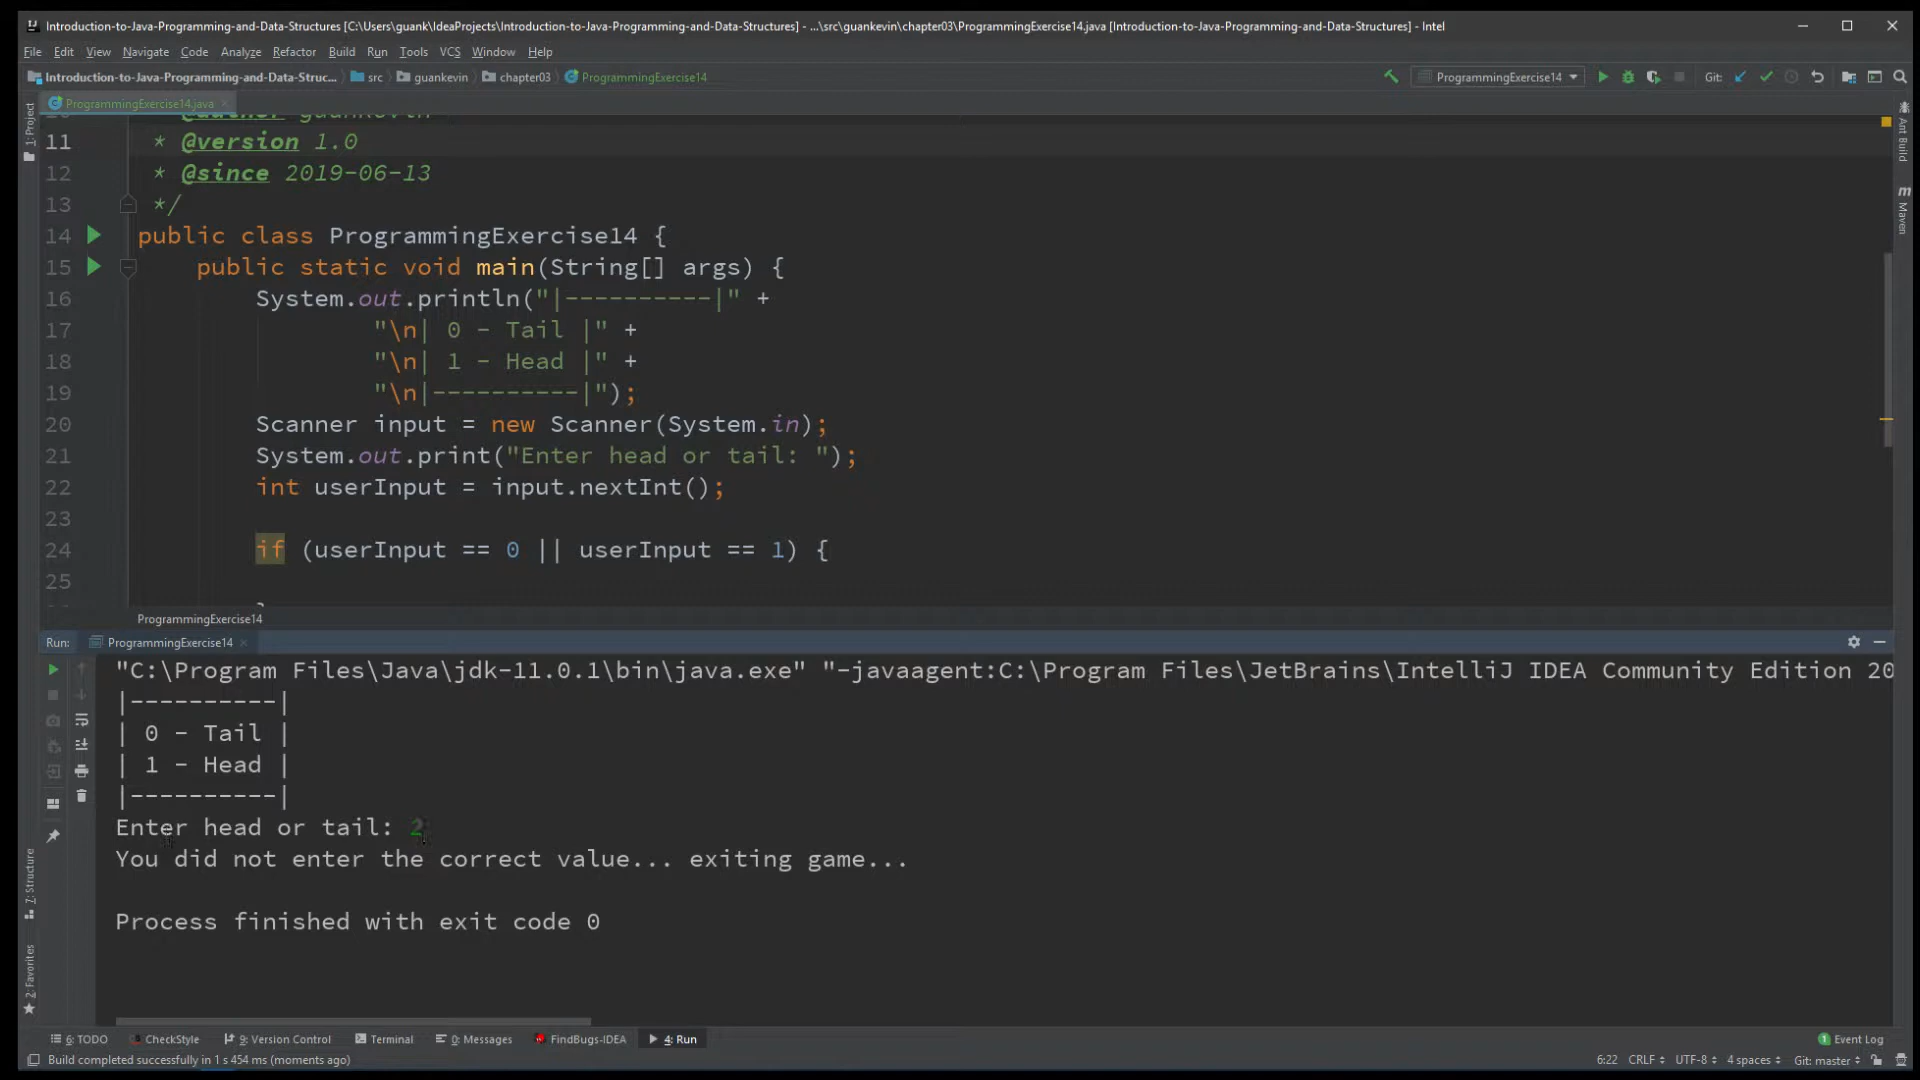 Introduction-to-Java-Programming-and-Data-Structures [C:\Users\guank\IdeaProjects\Introduction-to-Java-Programming-and-Data-Structures] - ...\src\guankevin\chapter03\ProgrammingExercise14.java [Introduction-to-Java-Programming-and-Data-Structures] - Intel
File Edit View Navigate Code Analyze Refactor Build Run Tools VCS Window Help
Introduction-to-Java-Programming-and-Data-Struc... src guankevin chapter03 ProgrammingExercise14 ProgrammingExercise14 Git:
1: Project
ProgrammingExercise14.java
Ant Build
Maven
11 * @version 1.0
12 * @since 2019-06-13
13 */
14 public class ProgrammingExercise14 {
15 public static void main(String[] args) {
16 System.out.println("|----------|" +
17 "\n| 0 - Tail |" +
18 "\n| 1 - Head |" +
19 "\n|----------|");
20 Scanner input = new Scanner(System.in);
21 System.out.print("Enter head or tail: ");
22 int userInput = input.nextInt();
23
24 if (userInput == 0 || userInput == 1) {
25
ProgrammingExercise14
Run: ProgrammingExercise14
"C:\Program Files\Java\jdk-11.0.1\bin\java.exe" "-javaagent:C:\Program Files\JetBrains\IntelliJ IDEA Community Edition 20
|----------|
| 0 - Tail |
| 1 - Head |
|----------|
Enter head or tail: 2
You did not enter the correct value... exiting game...
Process finished with exit code 0
7: Structure
2: Favorites
6: TODO CheckStyle 9: Version Control Terminal 0: Messages FindBugs-IDEA 4: Run 1 Event Log
Build completed successfully in 1 s 454 ms (moments ago) 6:22 CRLF UTF-8 4 spaces Git: master